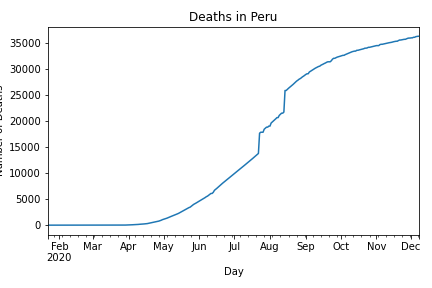 Deaths in Peru
35000
30000
25000
20000
15000
10000
5000
0
Number of Deaths
Feb Mar Apr May Jun Jul Aug Sep Oct Nov Dec
2020
Day